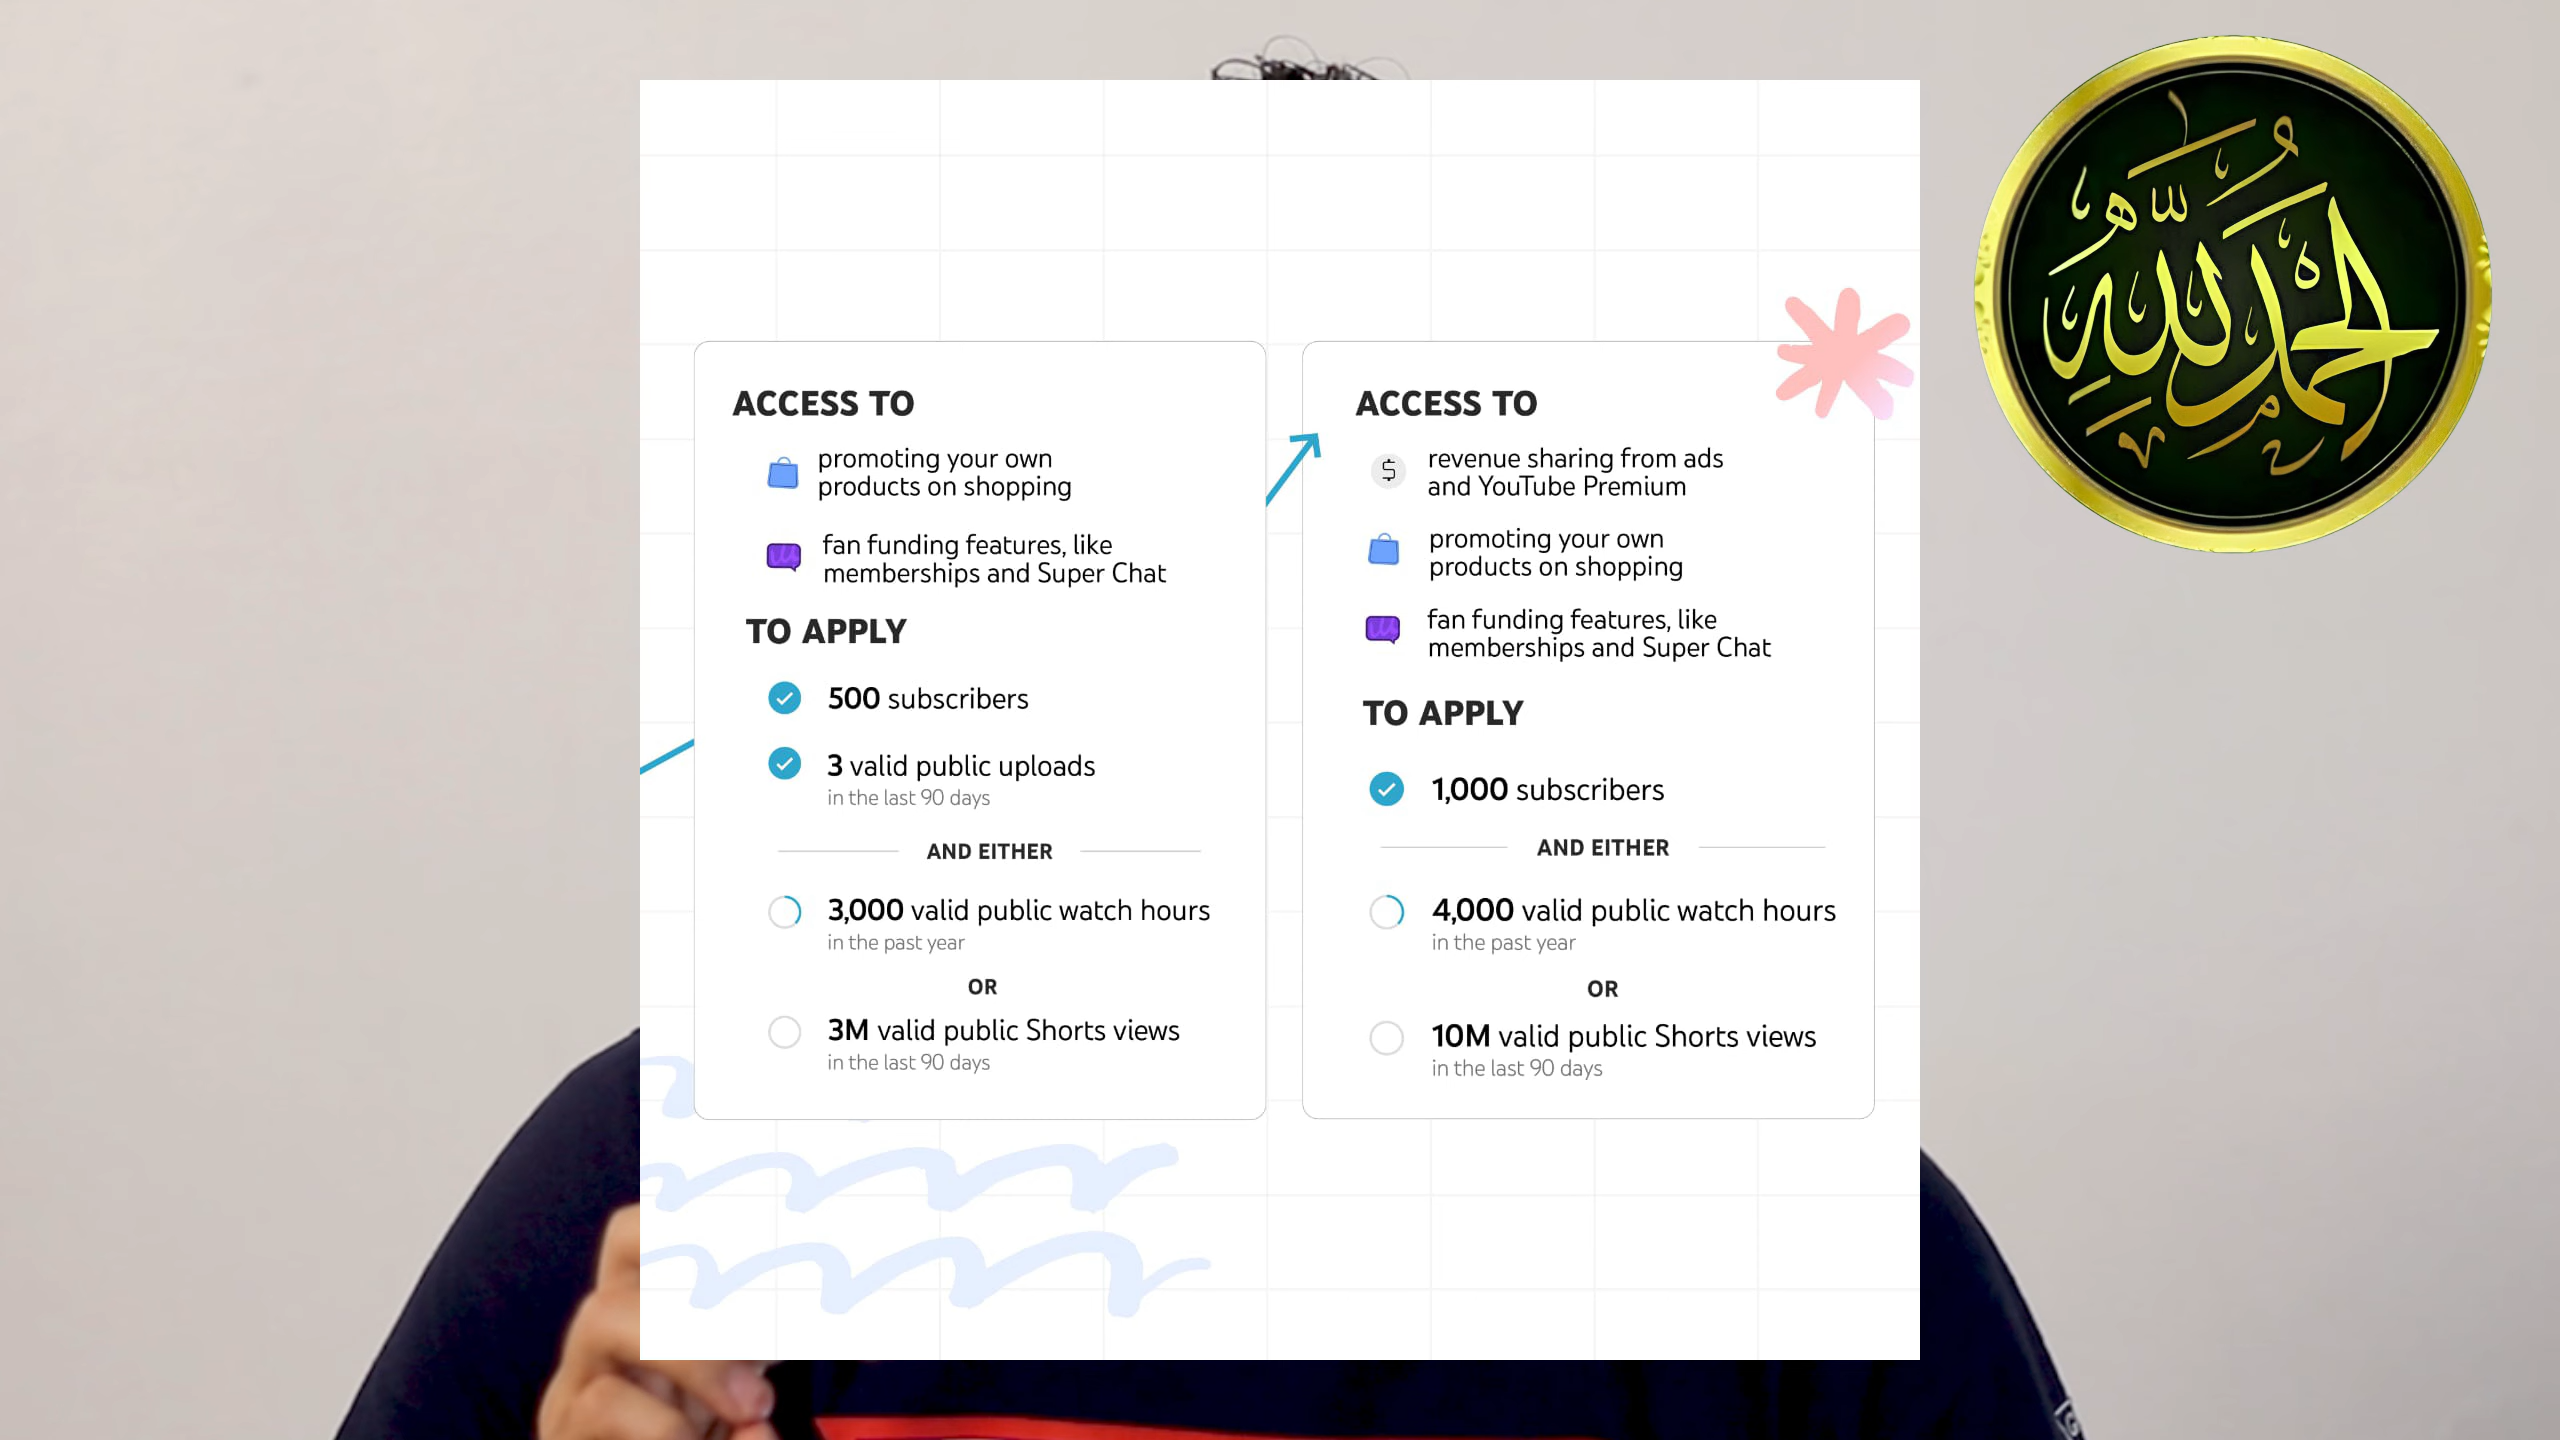 ACCESS TO
promoting your own
products on shopping
fan funding features, like
memberships and Super Chat
TO APPLY
500 subscribers
3 valid public uploads
in the last 90 days
AND EITHER
3,000 valid public watch hours
in the past year
OR
3M valid public Shorts views
in the last 90 days
ACCESS TO
$ revenue sharing from ads
and YouTube Premium
promoting your own
products on shopping
fan funding features, like
memberships and Super Chat
TO APPLY
1,000 subscribers
AND EITHER
4,000 valid public watch hours
in the past year
OR
10M valid public Shorts views
in the last 90 days
الحمد لله